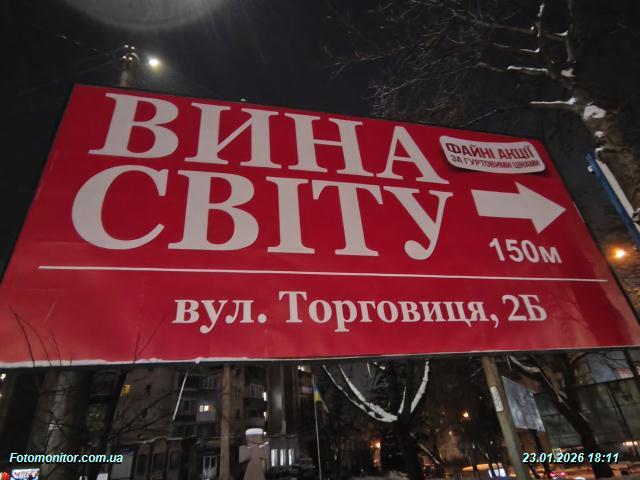 ВИНА
СВІТУ
ФАЙНІ АКЦІЇ
ЗА ГУРТОВИМИ ЦІНАМИ
150м
вул. Торговиця, 2Б
Fotomonitor.com.ua
23.01.2026 18:11